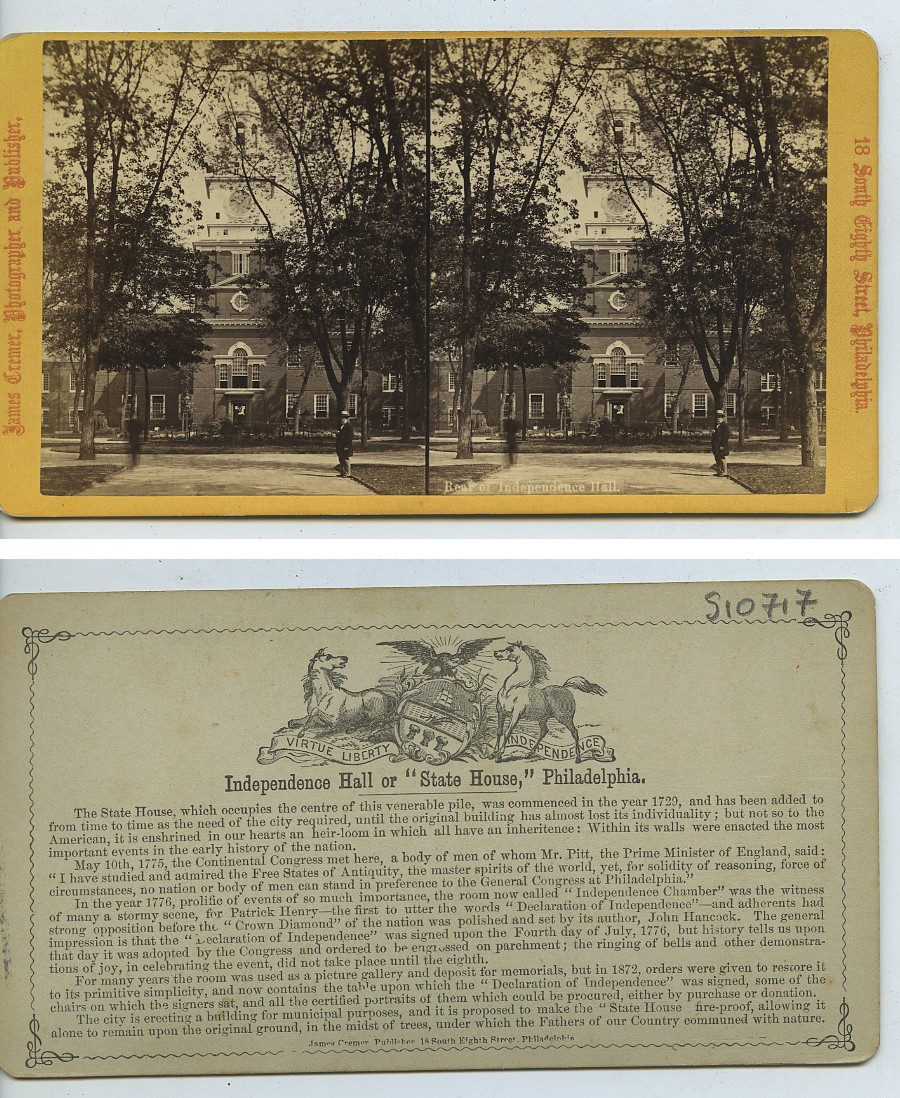 James Cremer, Photographer and Publisher,
18 South Eighth Street, Philadelphia.
Rear of Independence Hall.
S10717
VIRTUE LIBERTY INDEPENDENCE
Independence Hall or "State House," Philadelphia.
The State House, which occupies the centre of this venerable pile, was commenced in the year 1729, and has been added to
from time to time as the need of the city required, until the original building has almost lost its individuality; but not so to the
American, it is enshrined in our hearts an heir-loom in which all have an inheritence: Within its walls were enacted the most
important events in the early history of the nation.
May 10th, 1775, the Continental Congress met here, a body of men of whom Mr. Pitt, the Prime Minister of England, said:
"I have studied and admired the Free States of Antiquity, the master spirits of the world, yet, for solidity of reasoning, force of
circumstances, no nation or body of men can stand in preference to the General Congress at Philadelphia."
In the year 1776, prolific of events of so much importance, the room now called "Independence Chamber" was the witness
of many a stormy scene, for Patrick Henry—the first to utter the words "Declaration of Independence"—and adherents had
strong opposition before the "Crown Diamond" of the nation was polished and set by its author, John Hancock. The general
impression is that the "Declaration of Independence" was signed upon the Fourth day of July, 1776, but history tells us upon
that day it was adopted by the Congress and ordered to be engrossed on parchment; the ringing of bells and other demonstra-
tions of joy, in celebrating the event, did not take place until the eighth.
For many years the room was used as a picture gallery and deposit for memorials, but in 1872, orders were given to restore it
to its primitive simplicity, and now contains the table upon which the "Declaration of Independence" was signed, some of the
chairs on which the signers sat, and all the certified portraits of them which could be procured, either by purchase or donation.
The city is erecting a building for municipal purposes, and it is proposed to make the "State House fire-proof, allowing it
alone to remain upon the original ground, in the midst of trees, under which the Fathers of our Country communed with nature.
James Cremer Publisher 18 South Eighth Street. Philadelphia